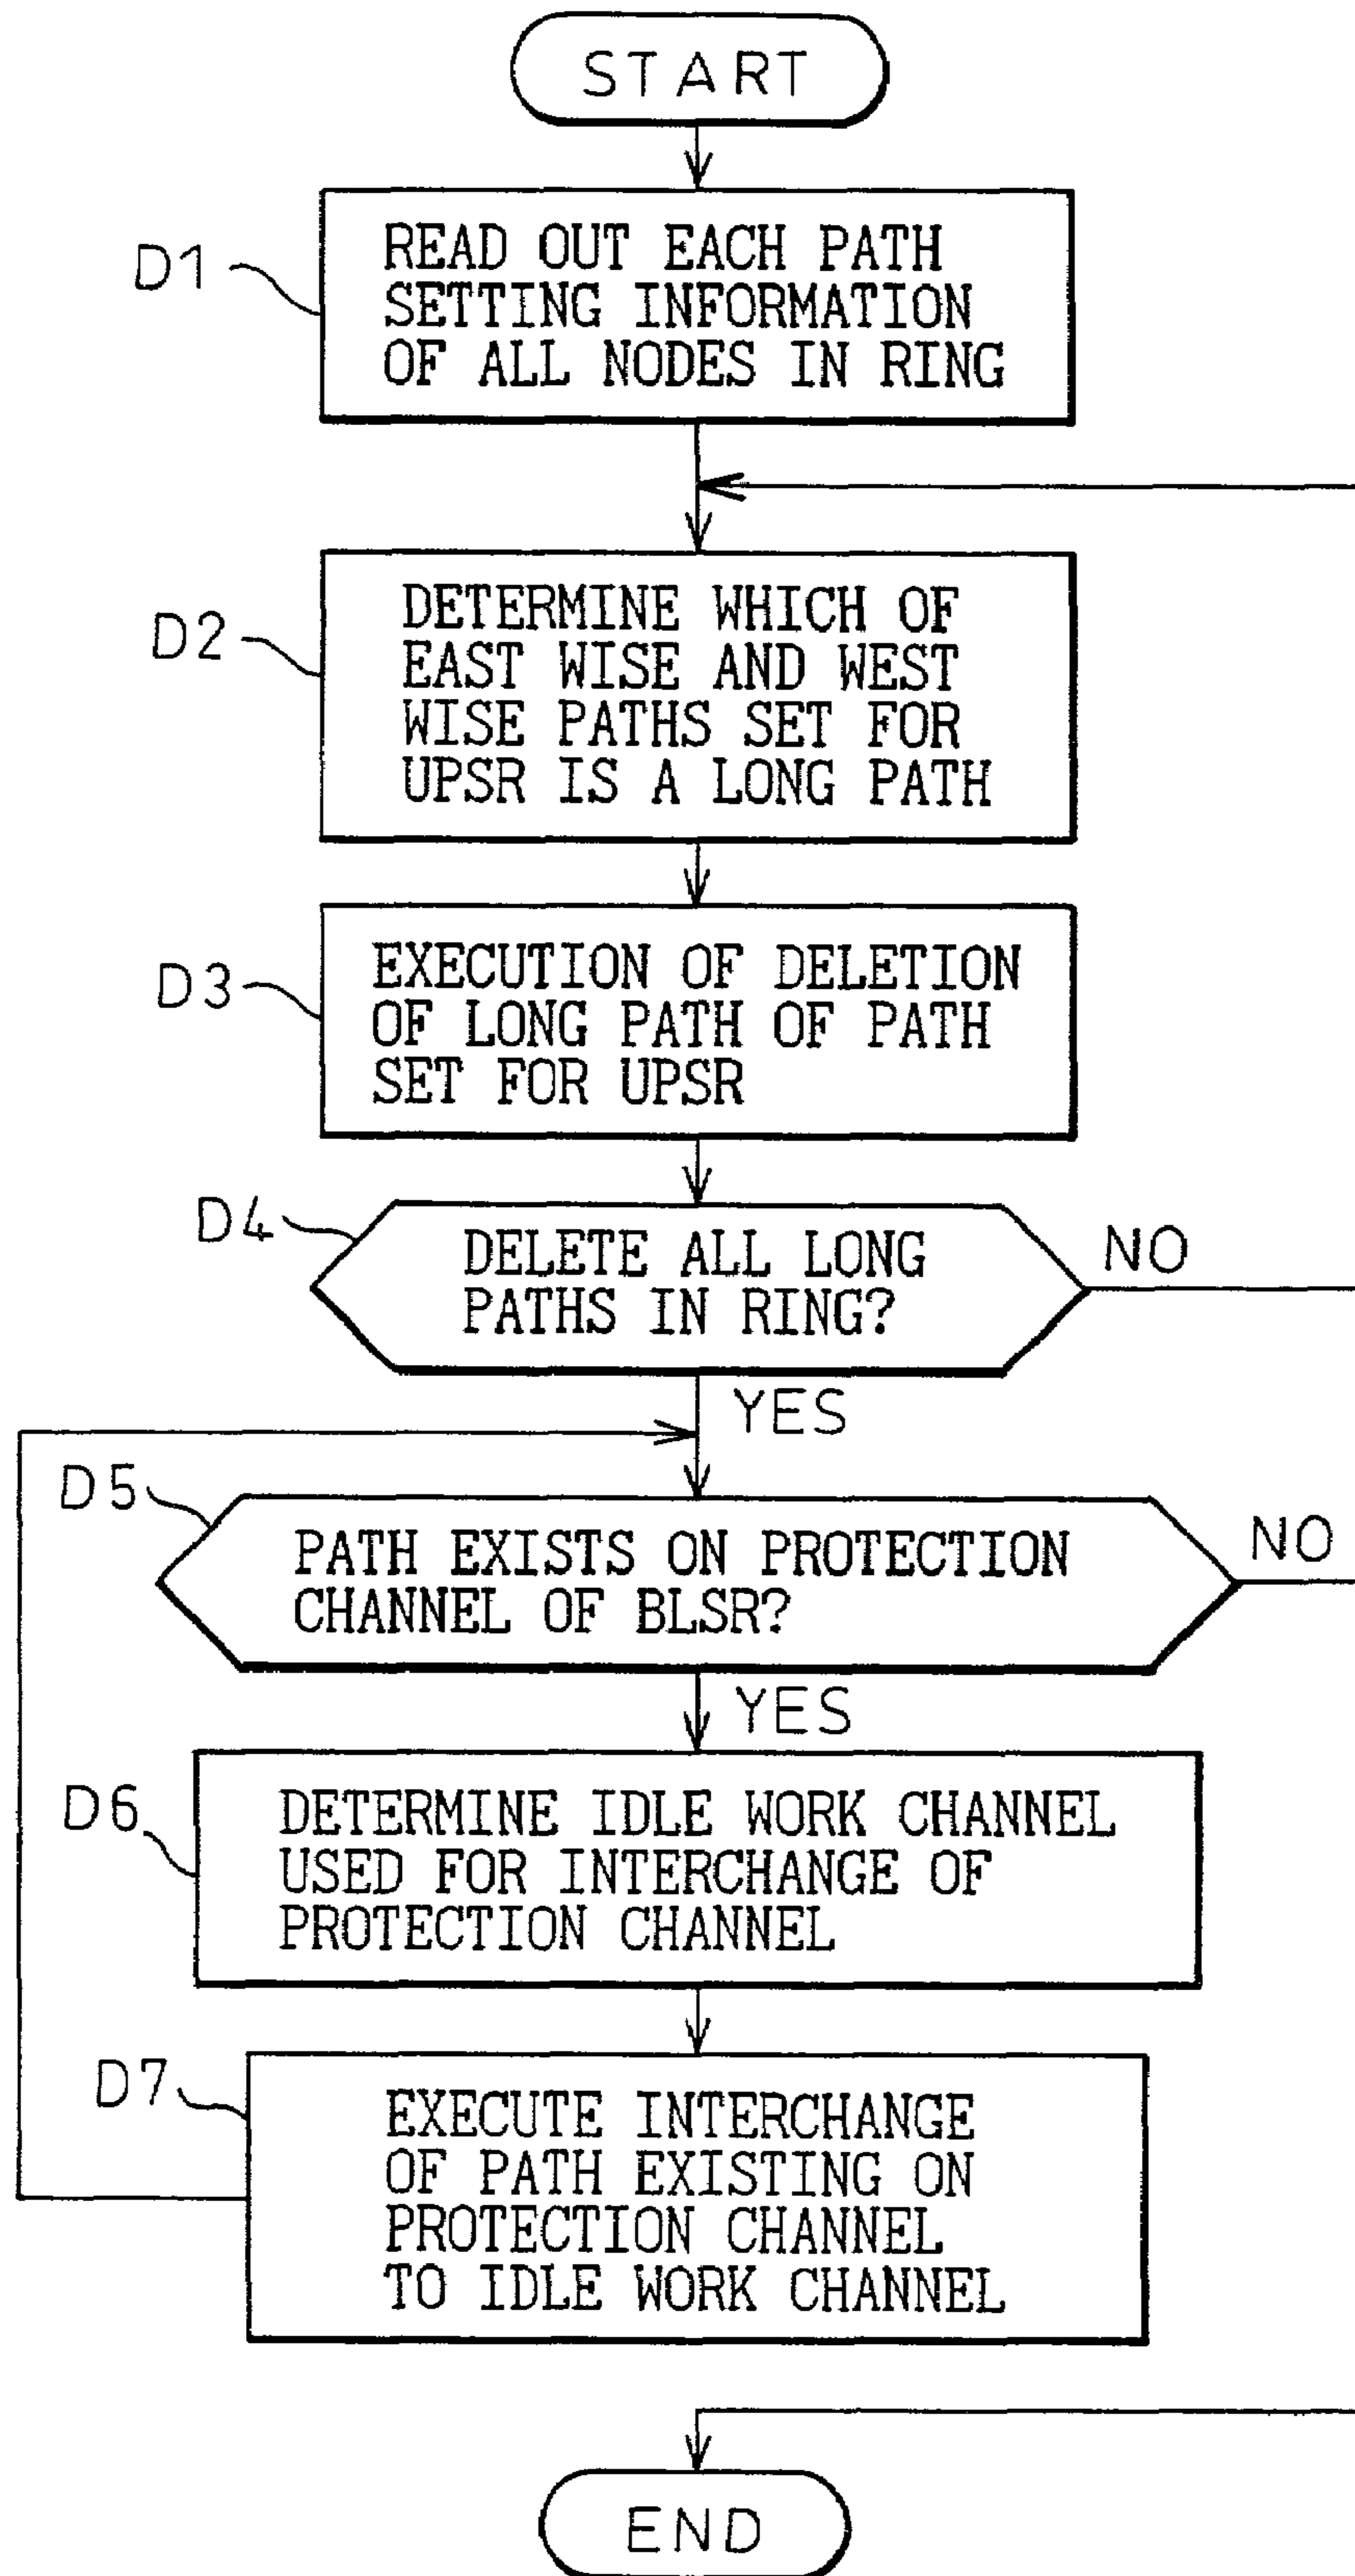 START
D1
READ OUT EACH PATH
SETTING INFORMATION
OF ALL NODES IN RING
D2
DETERMINE WHICH OF
EAST WISE AND WEST
WISE PATHS SET FOR
UPSR IS A LONG PATH
D3
EXECUTION OF DELETION
OF LONG PATH OF PATH
SET FOR UPSR
D4
DELETE ALL LONG
PATHS IN RING?
NO
YES
D5
PATH EXISTS ON PROTECTION
CHANNEL OF BLSR?
NO
YES
D6
DETERMINE IDLE WORK CHANNEL
USED FOR INTERCHANGE OF
PROTECTION CHANNEL
D7
EXECUTE INTERCHANGE
OF PATH EXISTING ON
PROTECTION CHANNEL
TO IDLE WORK CHANNEL
END